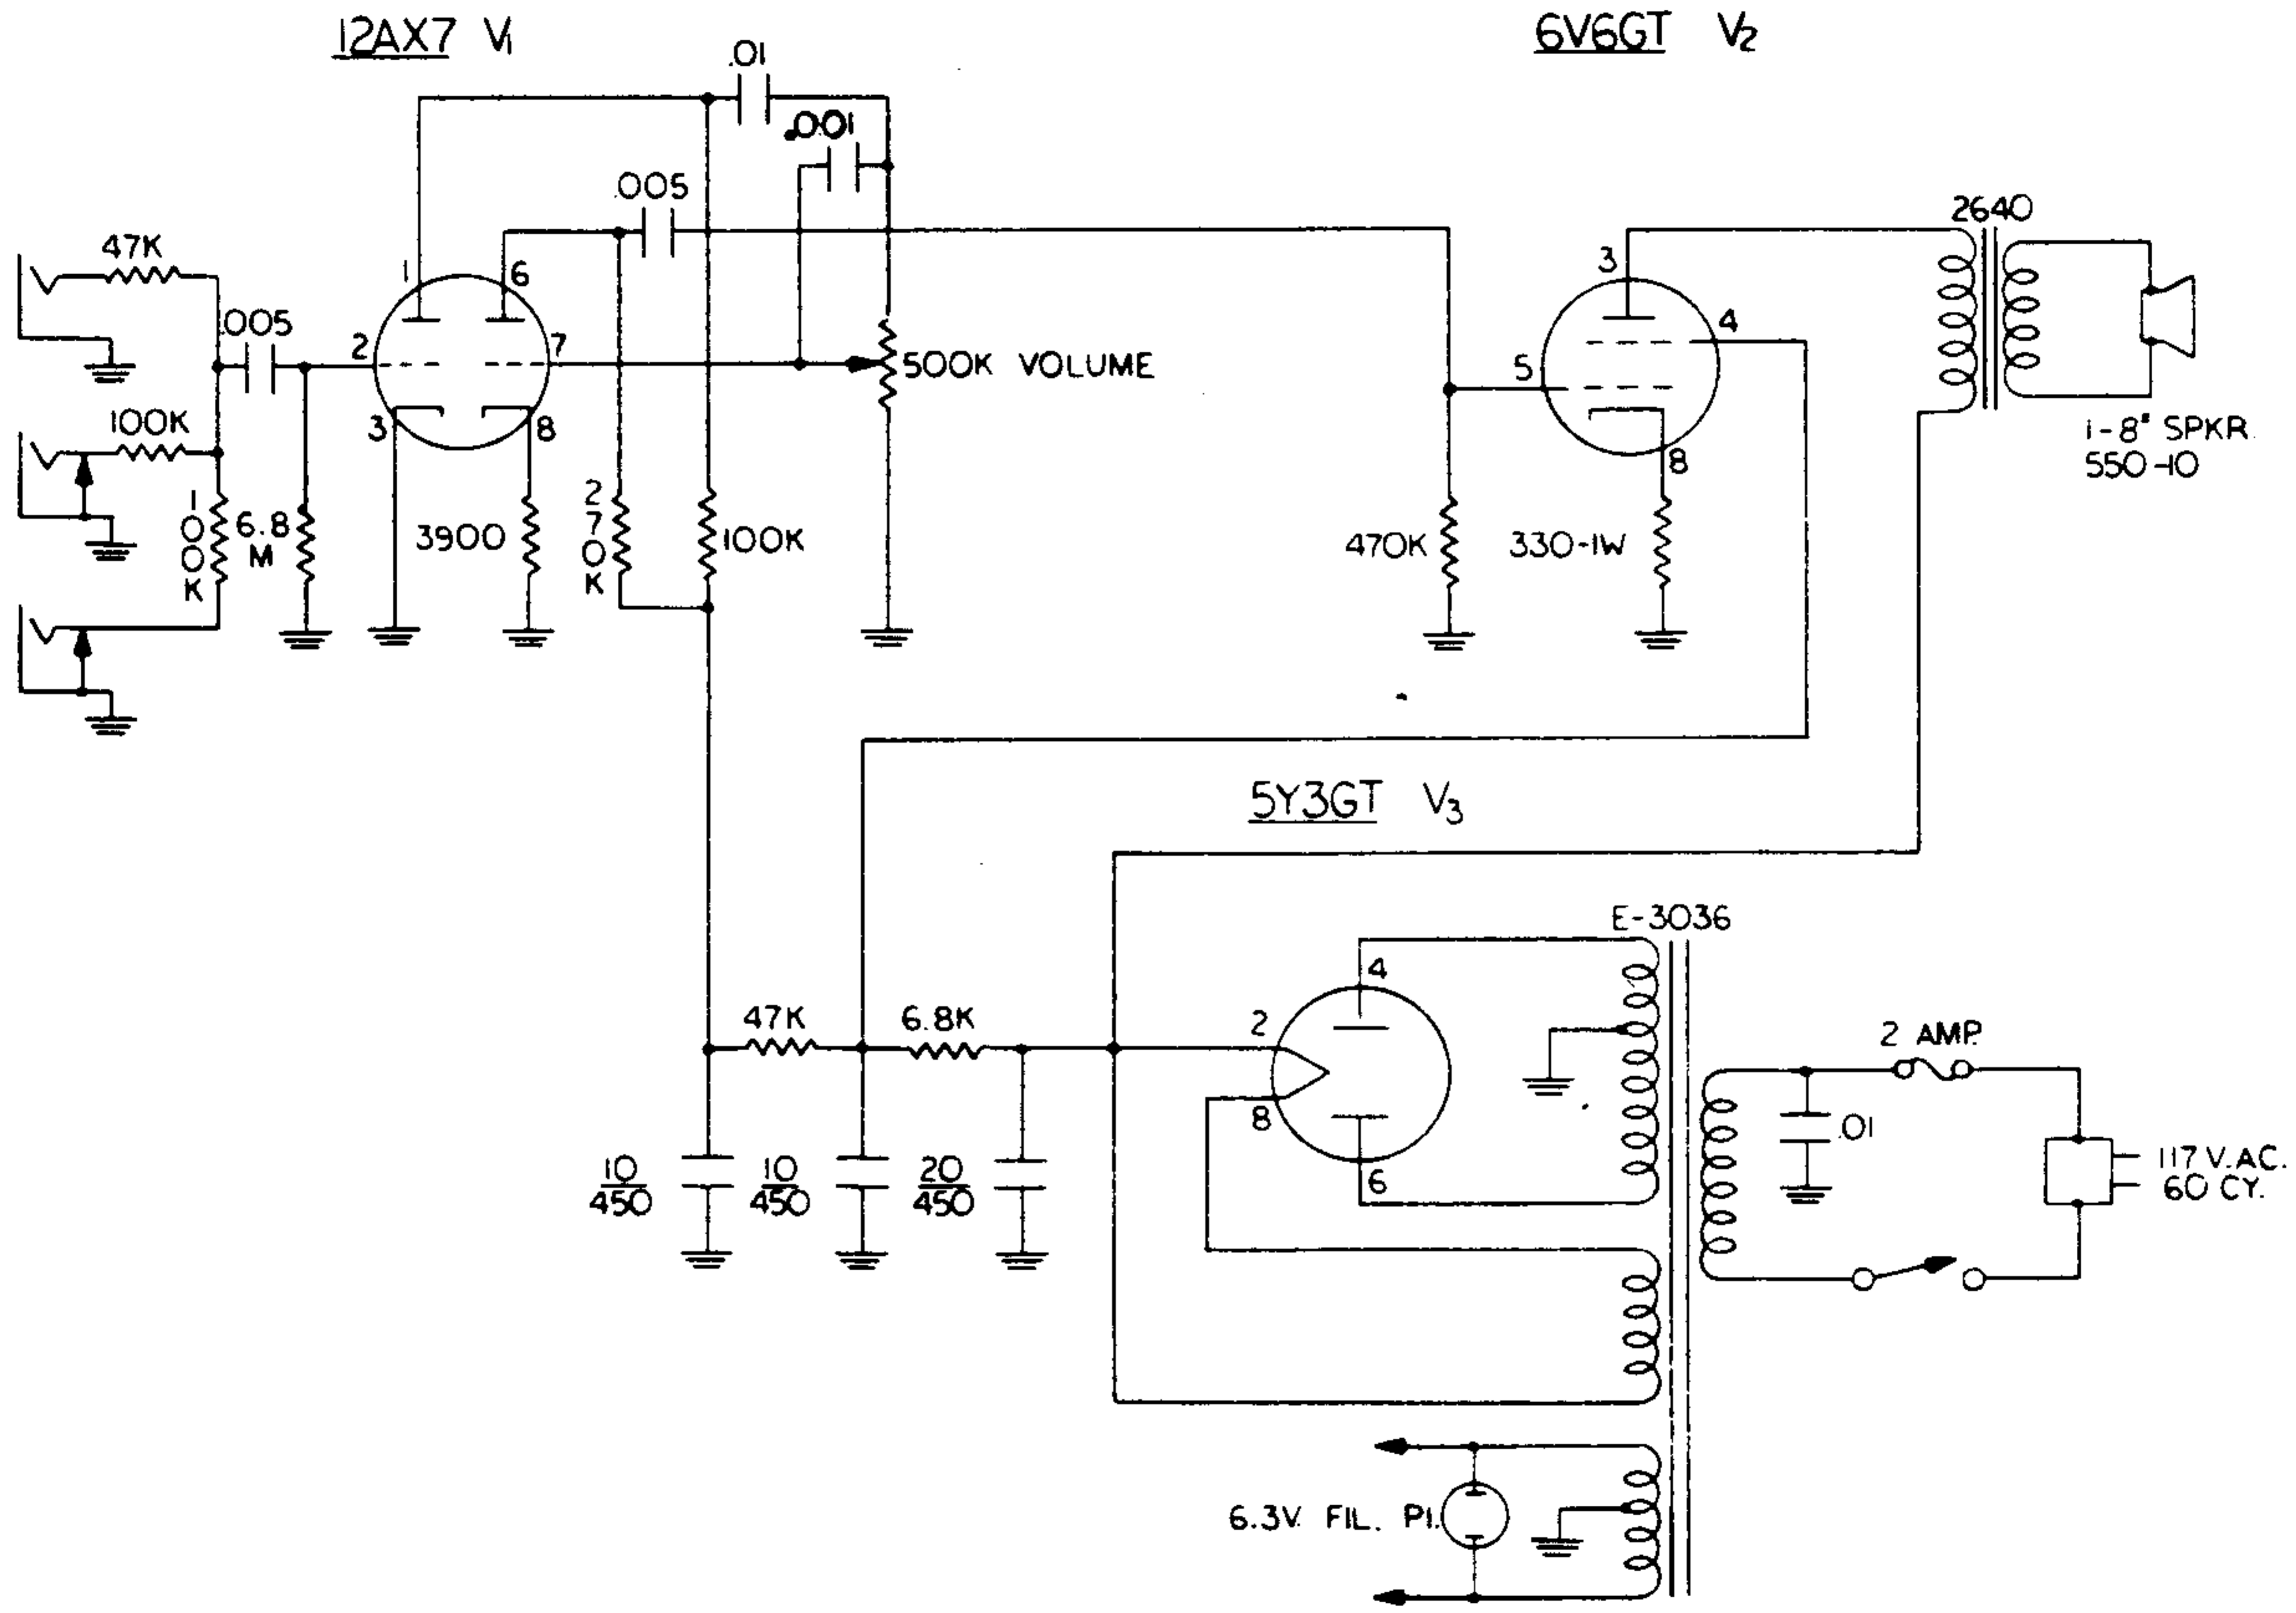 12AX7 V1
6V6GT V2
.01
.001
.005
2640
47K
1
6
3
.005
2
7
500K VOLUME
4
5
100K
3
8
8
1-8" SPKR.
550-10
100K
6.8
M
3900
270K
100K
470K
330-1W
5Y3GT V3
E-3036
4
47K
6.8K
2
2 AMP.
8
.01
117 V. AC.
60 CY.
10
450
10
450
20
450
6
6.3V. FIL. P1.